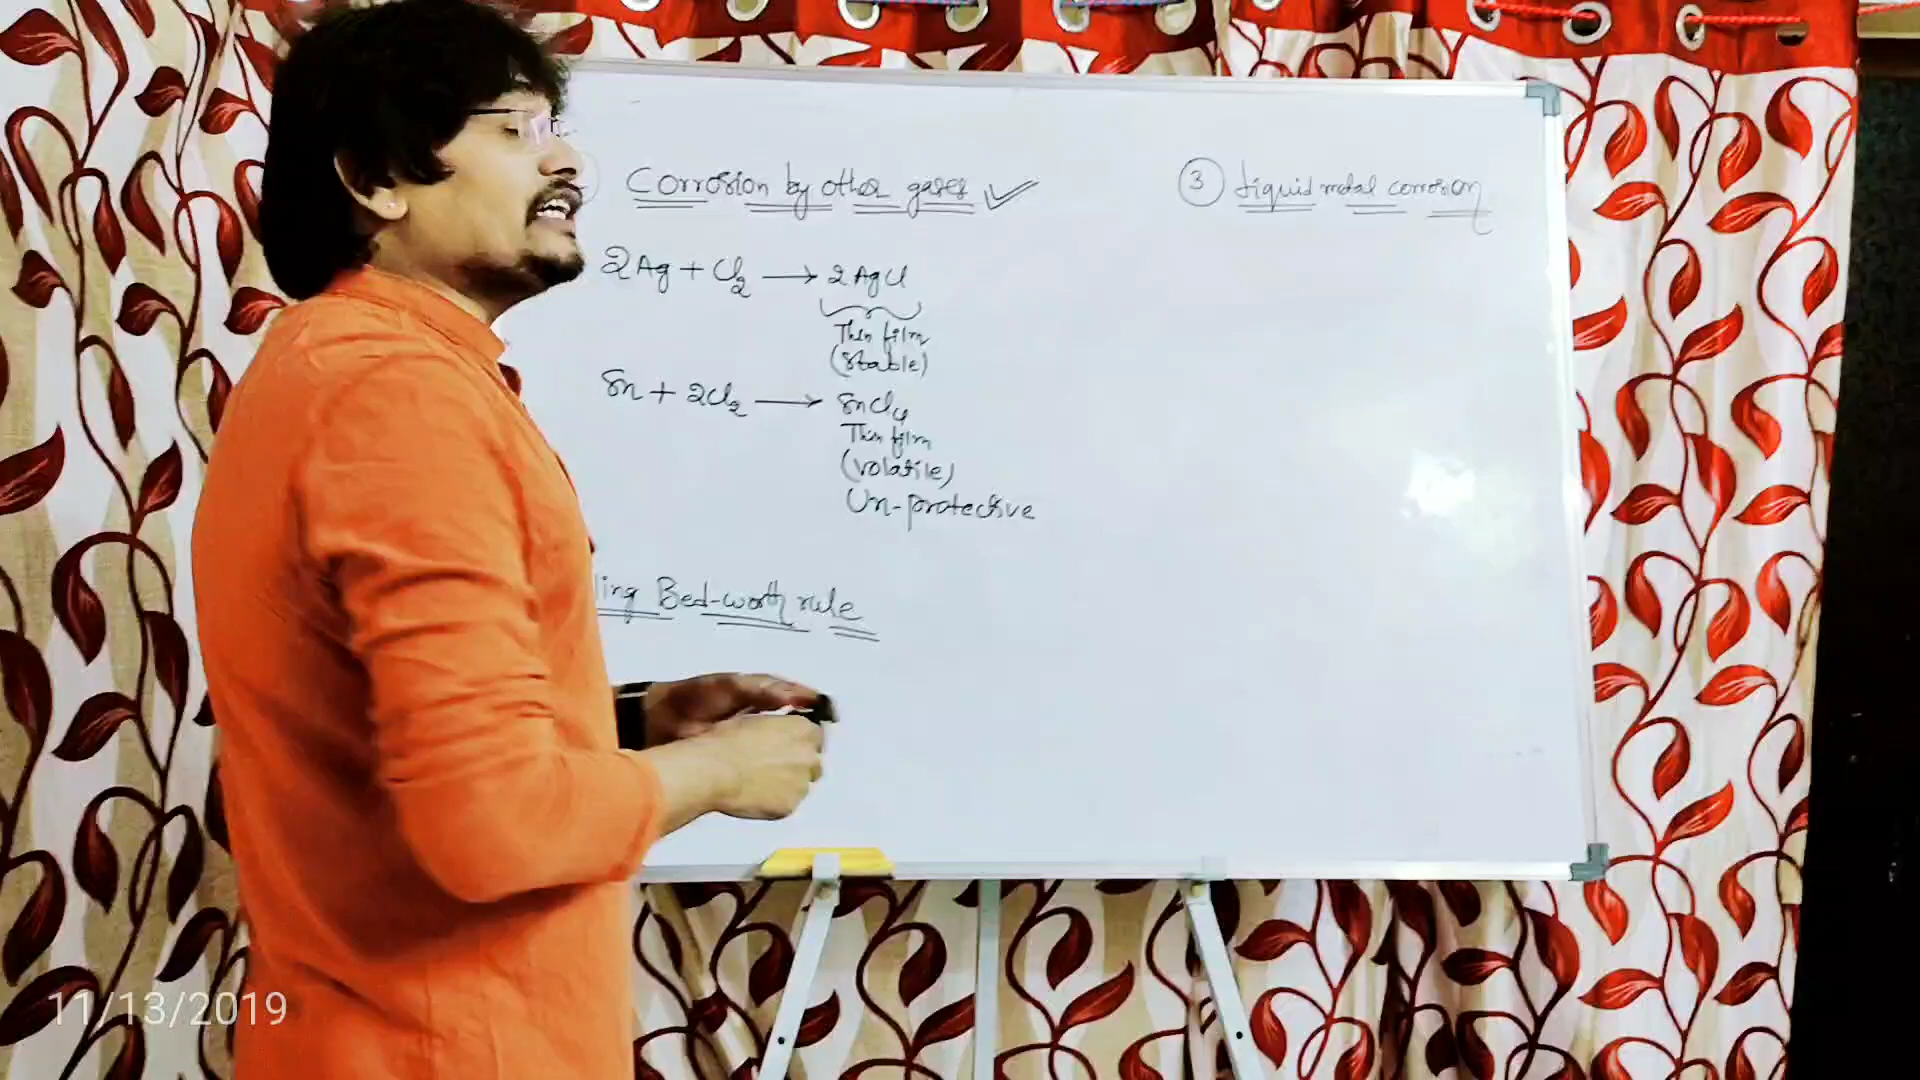 Corrosion by other gases
2Ag + Cl2 → 2AgCl
Thin film
(Stable)
Sn + 2Cl2 → SnCl4
Thin film
(volatile)
Un-protective
ling Bed-worth rule
3 Liquid metal corrosion
11/13/2019